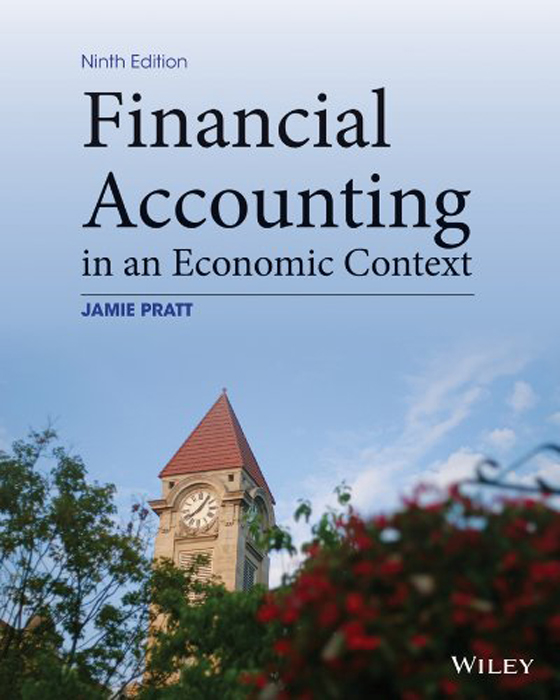 Ninth Edition
Financial
Accounting
in an Economic Context
JAMIE PRATT
WILEY